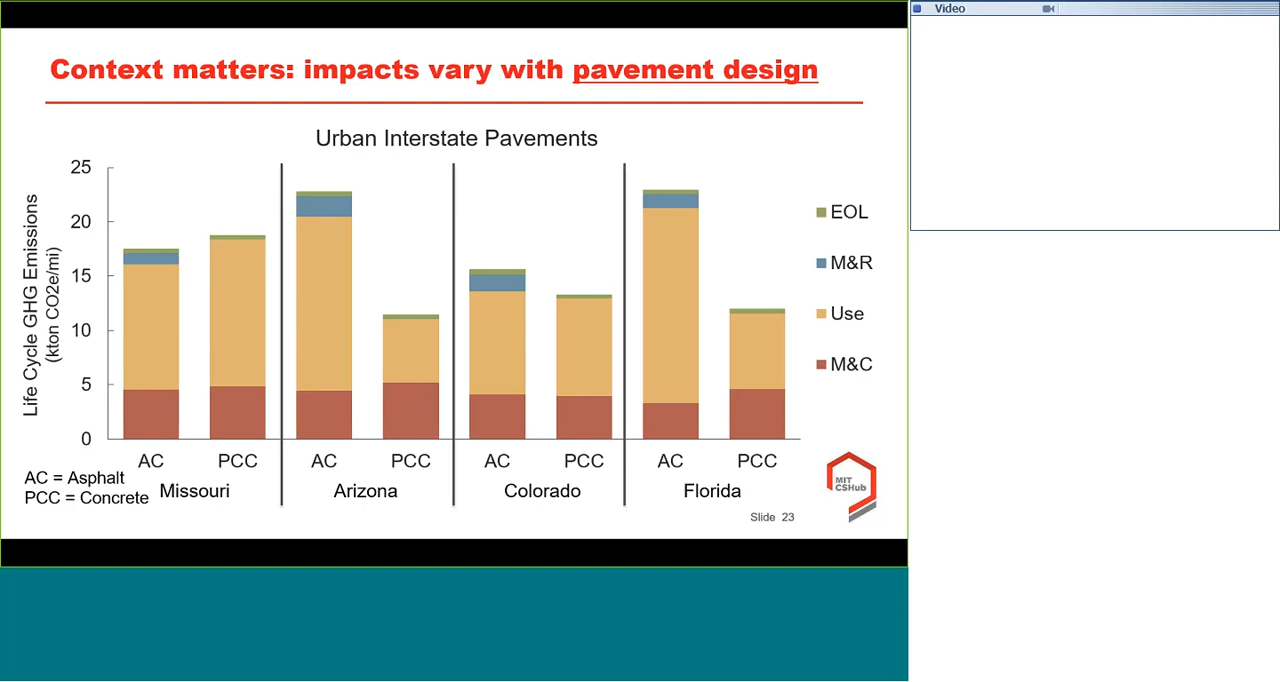 Video
Context matters: impacts vary with pavement design
Urban Interstate Pavements
Life Cycle GHG Emissions
(kton CO2e/mi)
25
20
15
10
5
0
EOL
M&R
Use
M&C
AC PCC AC PCC AC PCC AC PCC
Missouri Arizona Colorado Florida
AC = Asphalt
PCC = Concrete
MIT
CSHub
Slide 23